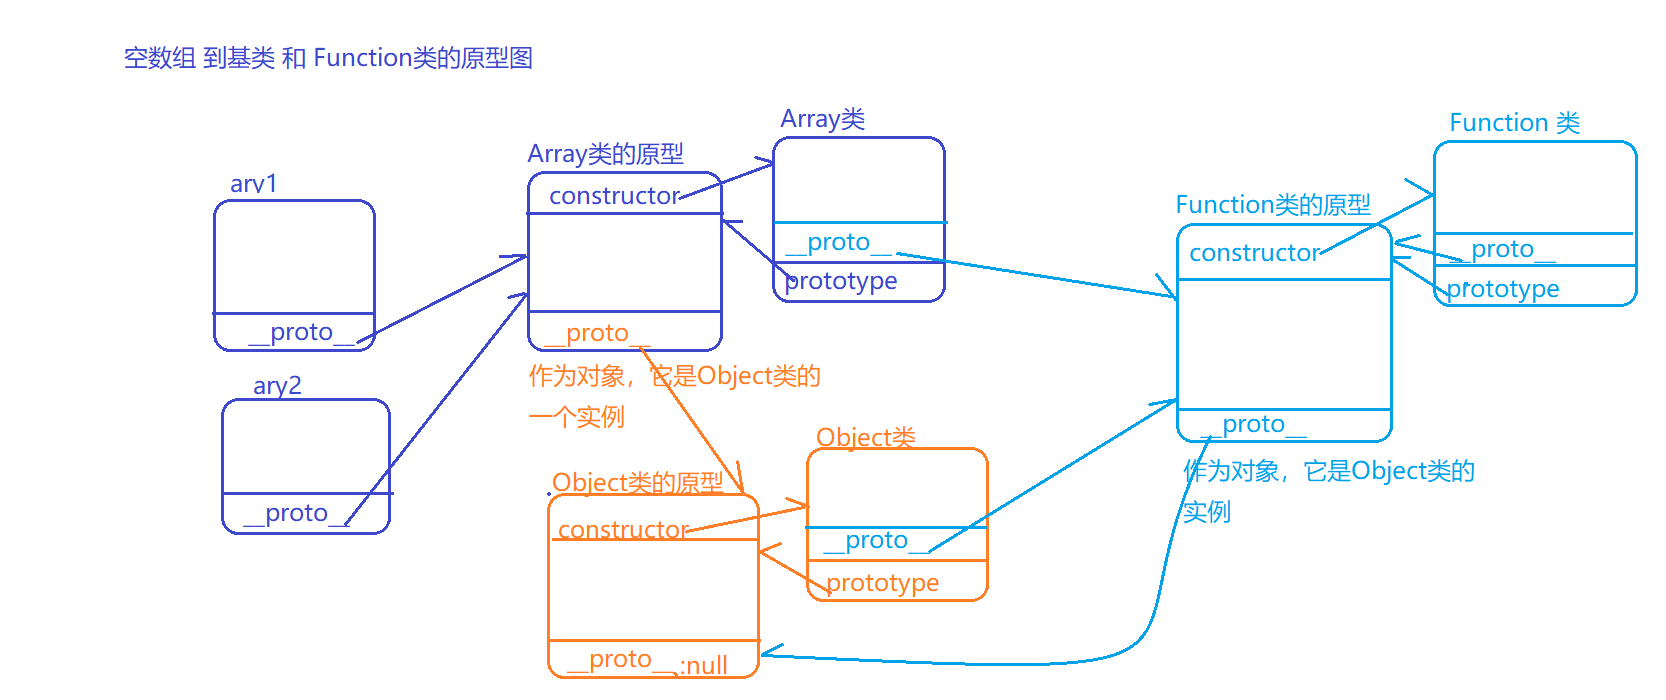 空数组 到基类 和 Function类的原型图
Array类
Function 类
Array类的原型
ary1
constructor
Function类的原型
__proto__
constructor
__proto__
prototype
prototype
__proto__
__proto__
作为对象，它是Object类的
一个实例
ary2
__proto__
Object类
__proto__
作为对象，它是Object类的
实例
Object类的原型
constructor
__proto__
prototype
__proto__:null